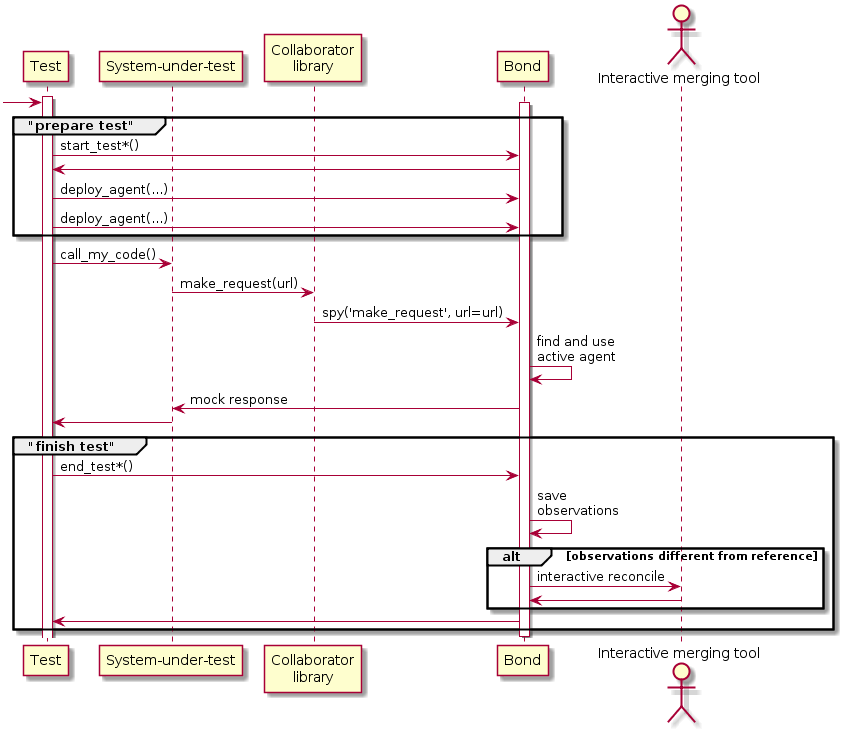 Interactive merging tool
Test
System-under-test
Collaborator
library
Bond
"prepare test"
start_test*()
deploy_agent(...)
deploy_agent(...)
call_my_code()
make_request(url)
spy('make_request', url=url)
find and use
active agent
mock response
"finish test"
end_test*()
save
observations
alt
[observations different from reference]
interactive reconcile
Test
System-under-test
Collaborator
library
Bond
Interactive merging tool